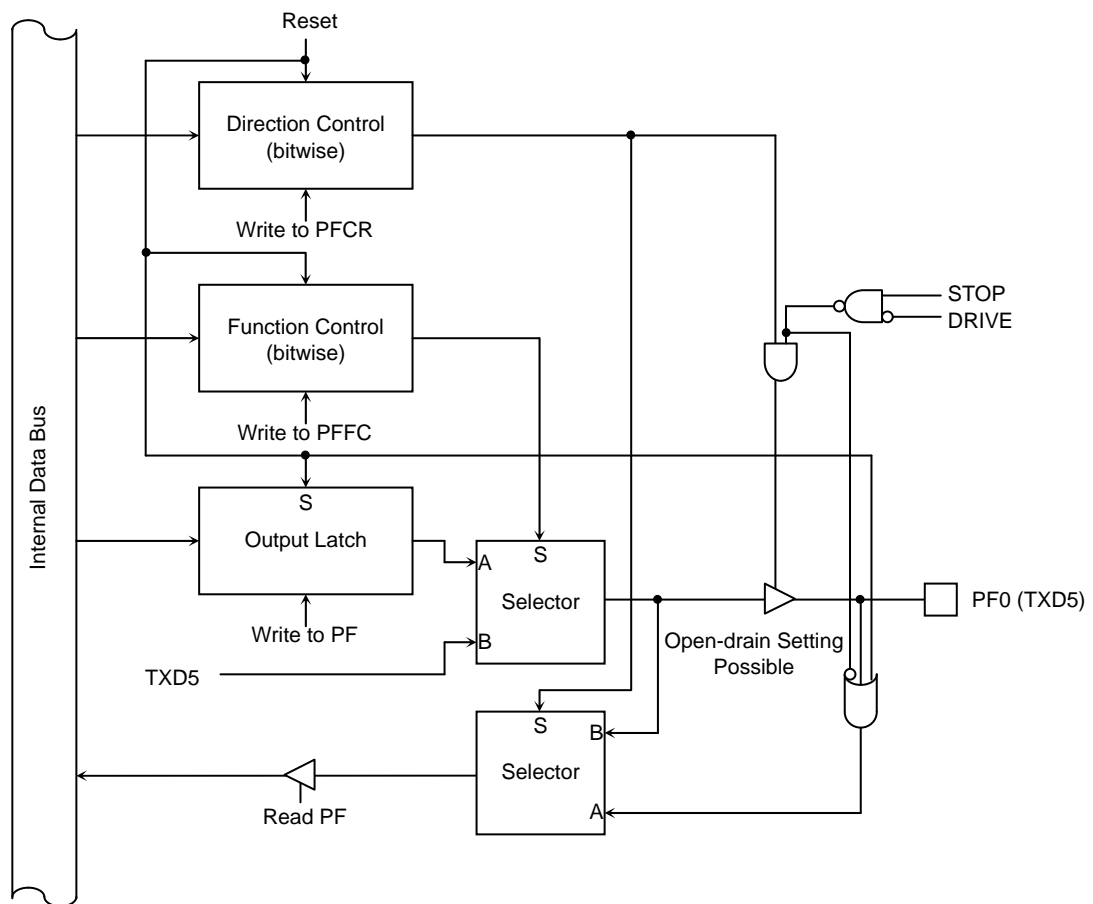 Reset
Direction Control
(bitwise)
Write to PFCR
STOP
DRIVE
Function Control
(bitwise)
Write to PFFC
Internal Data Bus
S
Output Latch
A
S
Selector
B
Write to PF
TXD5
PF0 (TXD5)
Open-drain Setting
Possible
S
B
Selector
A
Read PF